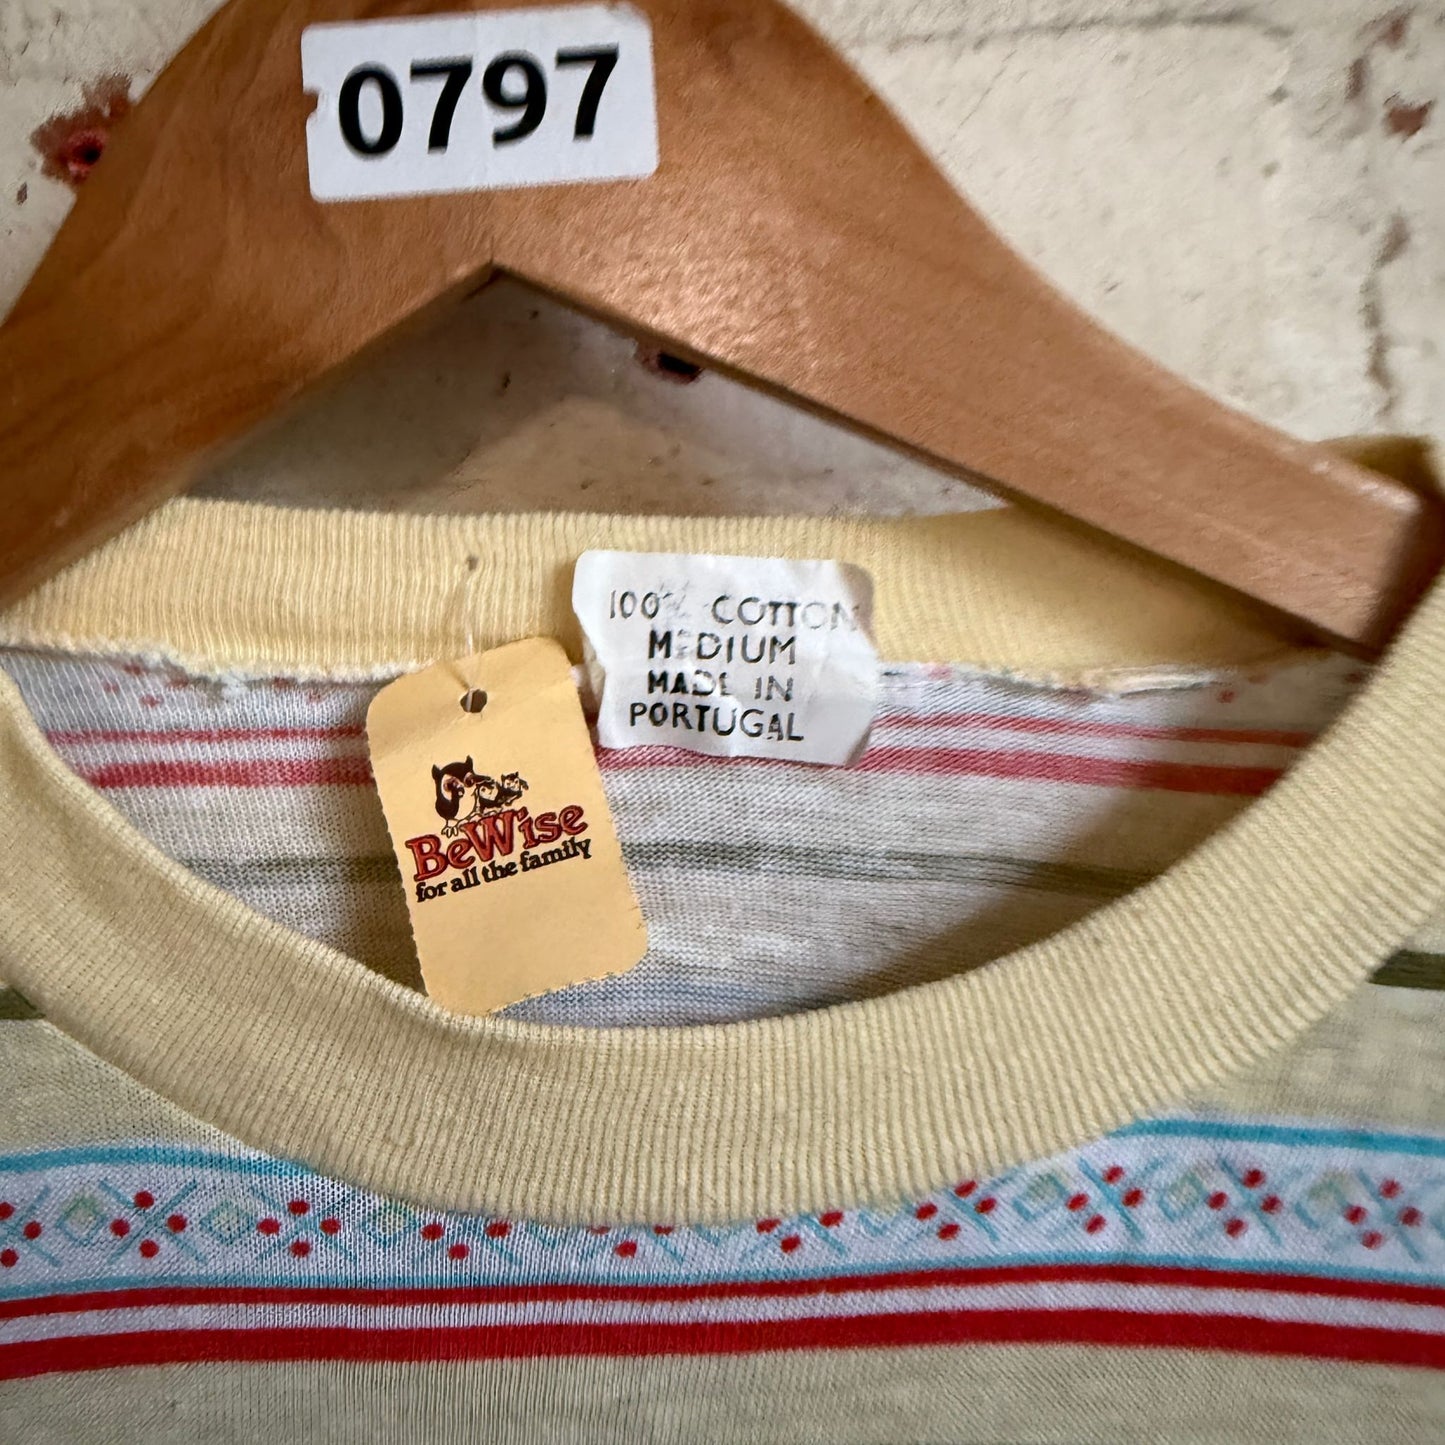 0797
100% COTTON
MEDIUM
MADE IN
PORTUGAL
BeWise
for all the family